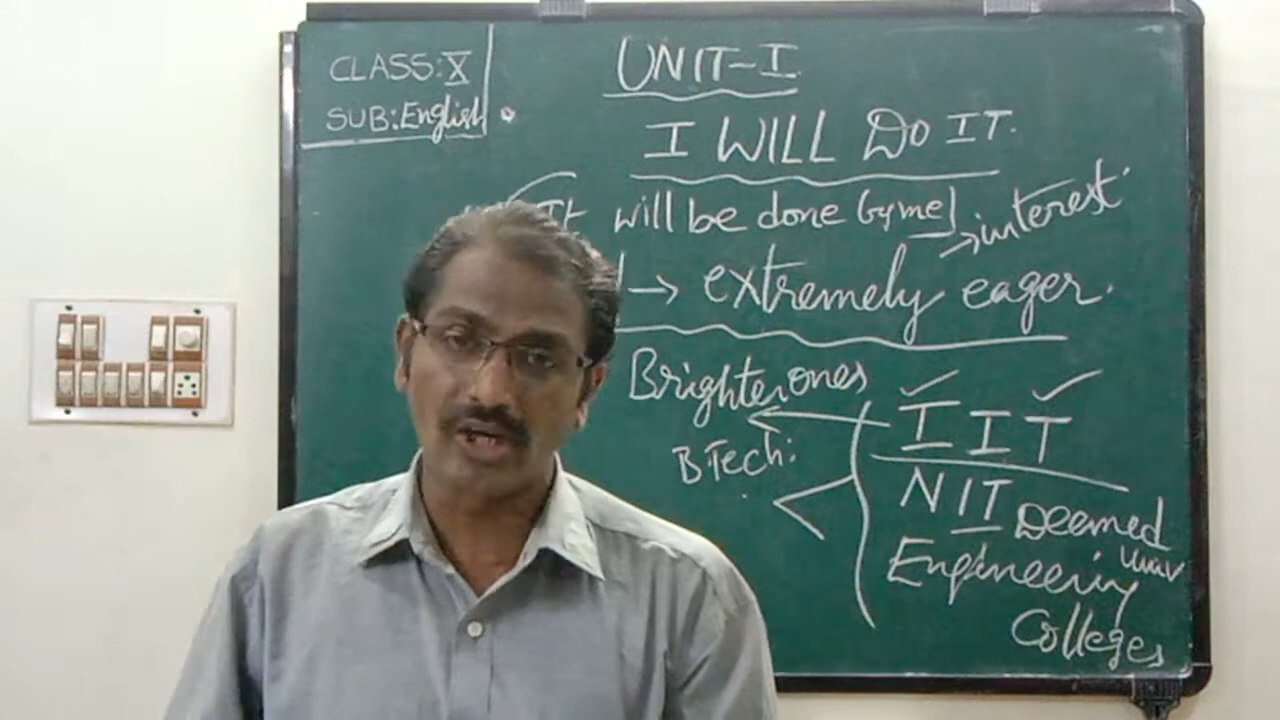 CLASS: X
SUB: English
UNIT-I
I WILL DO IT.
It will be done by me
→ interest
→ extremely eager.
Brighter ones
B.Tech.
I I T
NIT Deemed
Univ
Engineering
Colleges